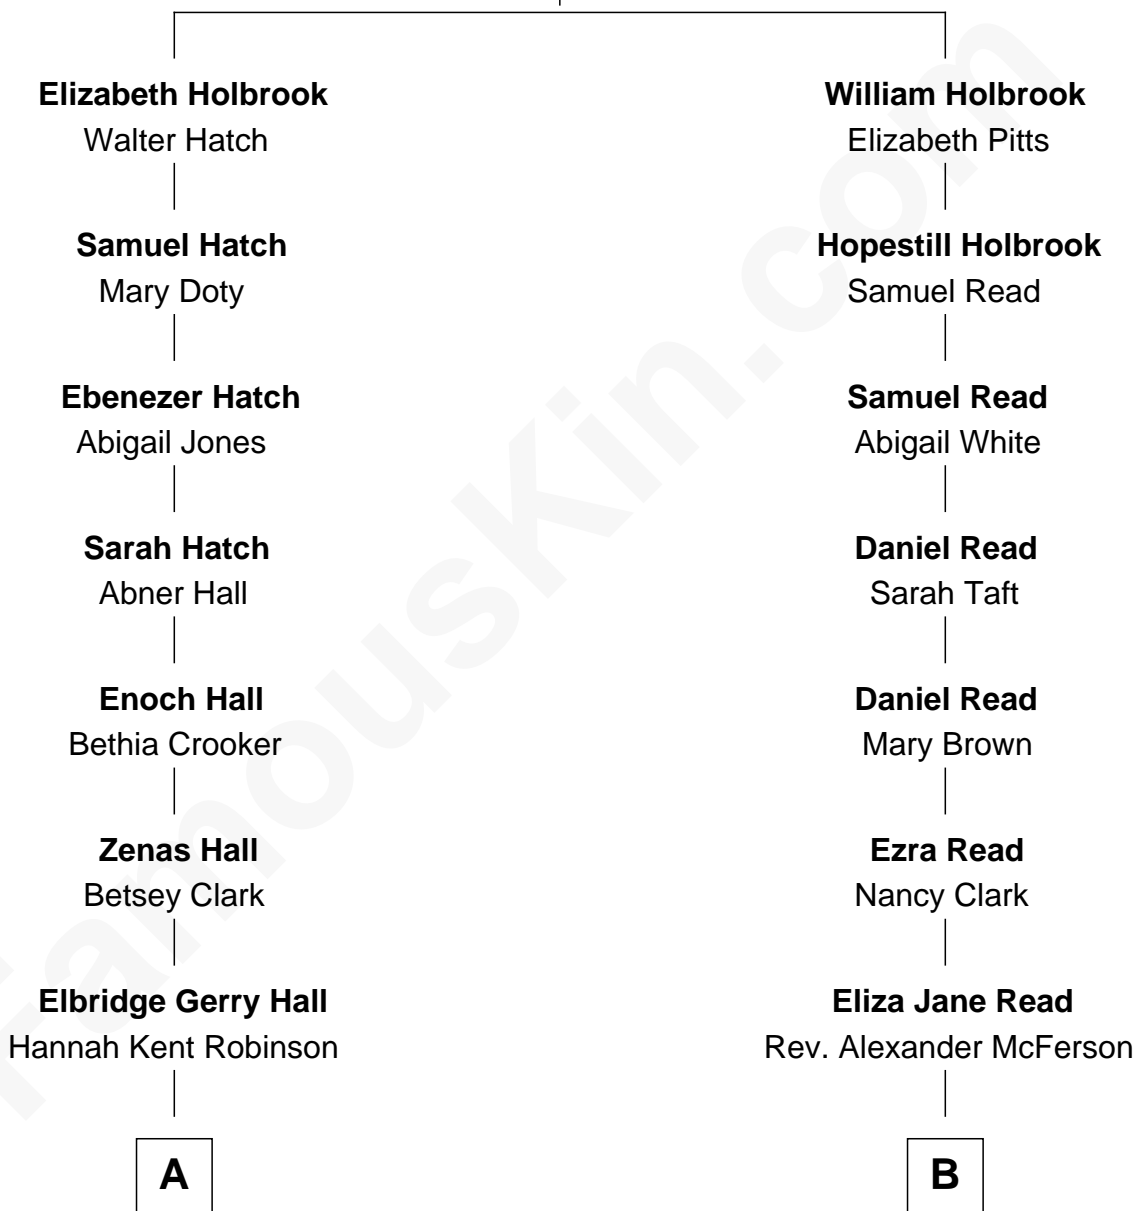 Elizabeth Holbrook
Walter Hatch
Samuel Hatch
Mary Doty
Ebenezer Hatch
Abigail Jones
Sarah Hatch
Abner Hall
Enoch Hall
Bethia Crooker
Zenas Hall
Betsey Clark
Elbridge Gerry Hall
Hannah Kent Robinson
A
William Holbrook
Elizabeth Pitts
Hopestill Holbrook
Samuel Read
Samuel Read
Abigail White
Daniel Read
Sarah Taft
Daniel Read
Mary Brown
Ezra Read
Nancy Clark
Eliza Jane Read
Rev. Alexander McFerson
B
FamousKin.com